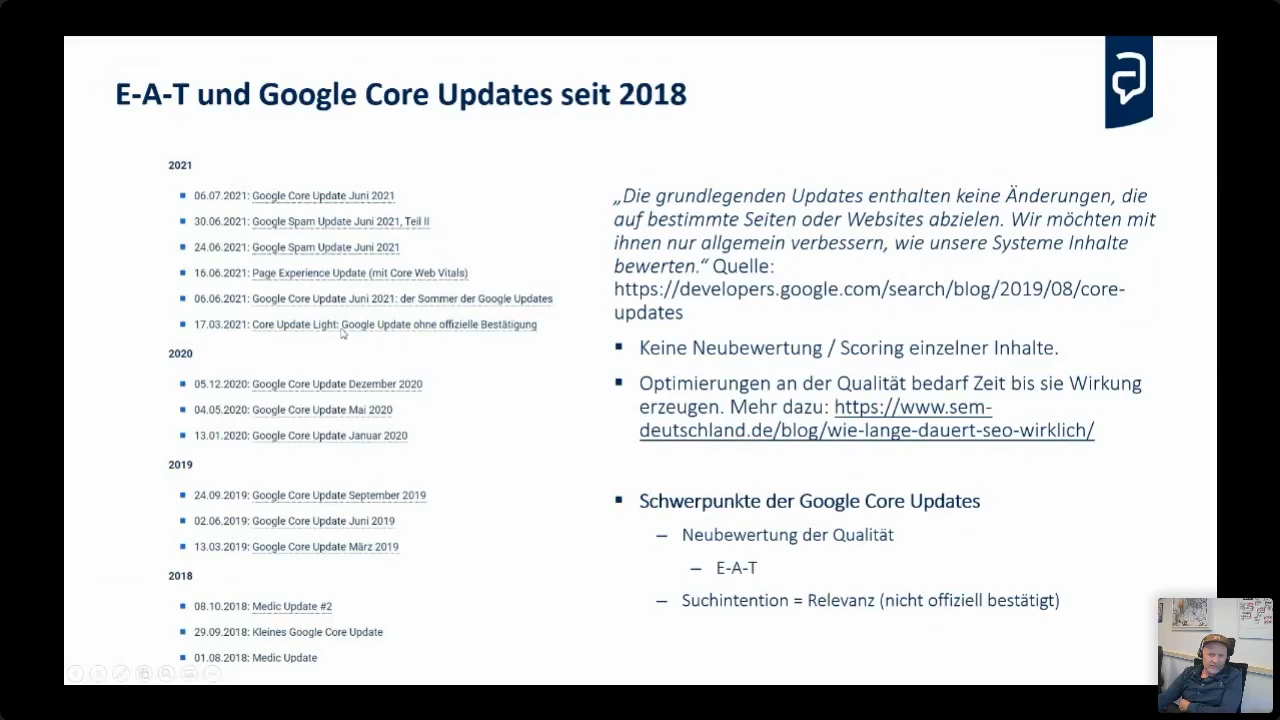 E-A-T und Google Core Updates seit 2018
2021
06.07.2021: Google Core Update Juni 2021
30.06.2021: Google Spam Update Juni 2021, Teil II
24.06.2021: Google Spam Update Juni 2021
16.06.2021: Page Experience Update (mit Core Web Vitals)
06.06.2021: Google Core Update Juni 2021: der Sommer der Google Updates
17.03.2021: Core Update Light: Google Update ohne offizielle Bestätigung
2020
05.12.2020: Google Core Update Dezember 2020
04.05.2020: Google Core Update Mai 2020
13.01.2020: Google Core Update Januar 2020
2019
24.09.2019: Google Core Update September 2019
02.06.2019: Google Core Update Juni 2019
13.03.2019: Google Core Update März 2019
2018
08.10.2018: Medic Update #2
29.09.2018: Kleines Google Core Update
01.08.2018: Medic Update
„Die grundlegenden Updates enthalten keine Änderungen, die
auf bestimmte Seiten oder Websites abzielen. Wir möchten mit
ihnen nur allgemein verbessern, wie unsere Systeme Inhalte
bewerten.“ Quelle:
https://developers.google.com/search/blog/2019/08/core-
updates
Keine Neubewertung / Scoring einzelner Inhalte.
Optimierungen an der Qualität bedarf Zeit bis sie Wirkung
erzeugen. Mehr dazu: https://www.sem-
deutschland.de/blog/wie-lange-dauert-seo-wirklich/
Schwerpunkte der Google Core Updates
– Neubewertung der Qualität
– E-A-T
– Suchintention = Relevanz (nicht offiziell bestätigt)